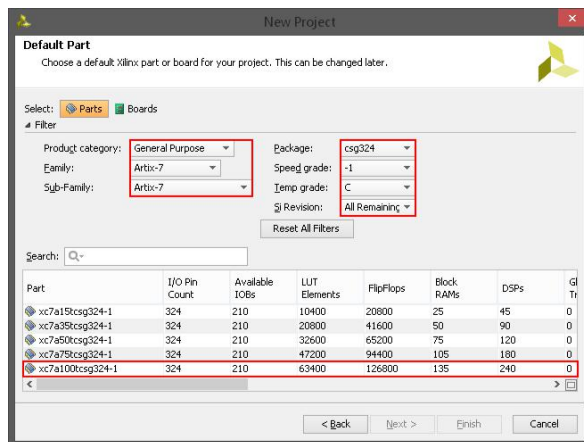 New Project
Default Part
Choose a default Xilinx part or board for your project. This can be changed later.
Select: Parts Boards
Filter
Product category: General Purpose Package: csg324
Family: Artix-7 Speed grade: -1
Sub-Family: Artix-7 Temp grade: C
Si Revision: All Remaining
Reset All Filters
Search: Q-
Part I/O Pin Count Available IOBs LUT Elements FlipFlops Block RAMs DSPs Gl Tr
xc7a15tcsg324-1 324 210 10400 20800 25 45 0
xc7a35tcsg324-1 324 210 20800 41600 50 90 0
xc7a50tcsg324-1 324 210 32600 65200 75 120 0
xc7a75tcsg324-1 324 210 47200 94400 105 180 0
xc7a100tcsg324-1 324 210 63400 126800 135 240 0
< Back Next > Finish Cancel